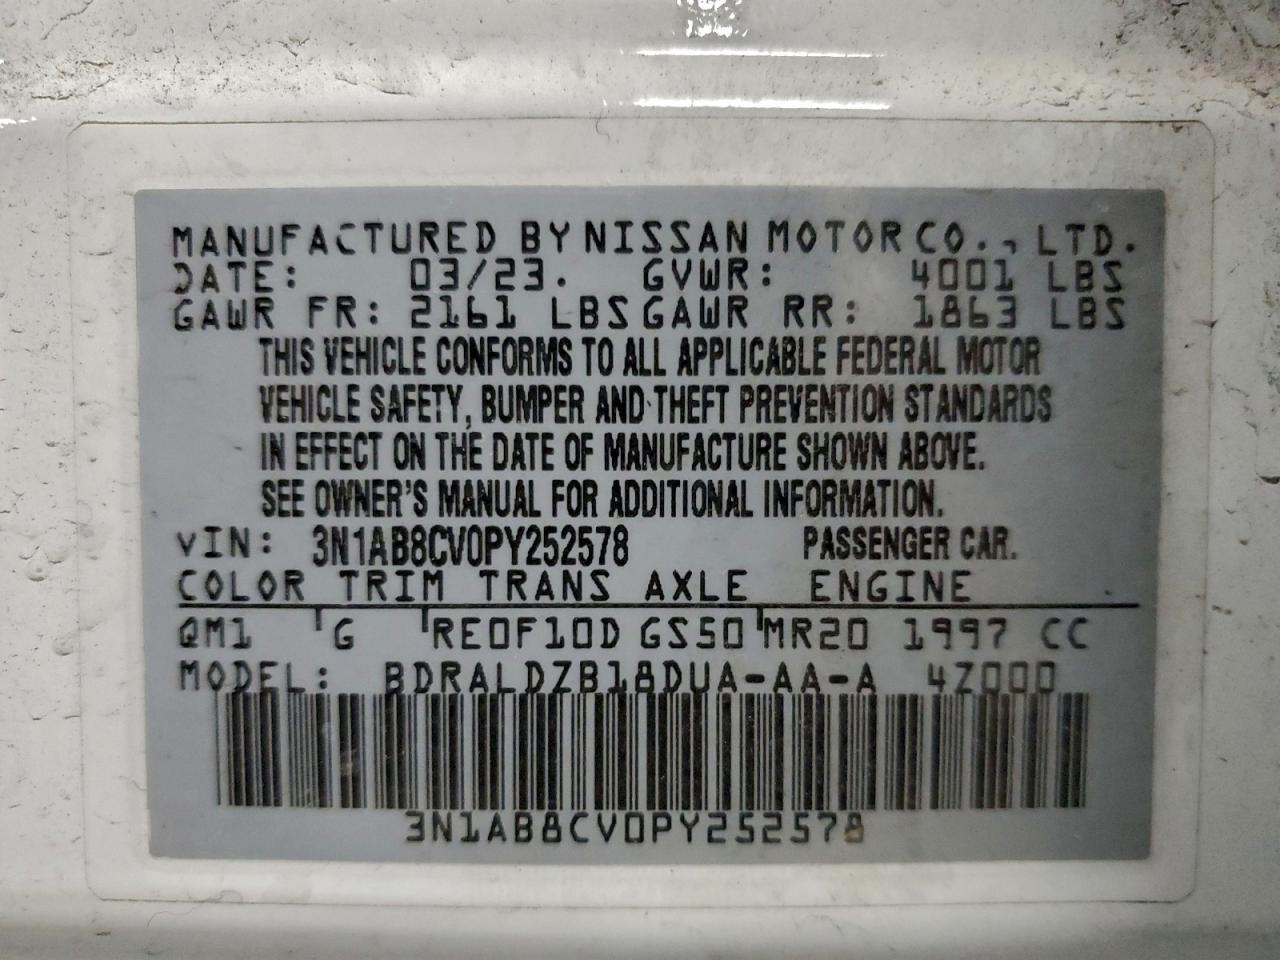 MANUFACTURED BY NISSAN MOTOR CO., LTD.
DATE: 03/23. GVWR: 4001 LBS
GAWR FR: 2161 LBS GAWR RR: 1863 LBS
THIS VEHICLE CONFORMS TO ALL APPLICABLE FEDERAL MOTOR
VEHICLE SAFETY, BUMPER AND THEFT PREVENTION STANDARDS
IN EFFECT ON THE DATE OF MANUFACTURE SHOWN ABOVE.
SEE OWNER'S MANUAL FOR ADDITIONAL INFORMATION.
VIN: 3N1AB8CV0PY252578 PASSENGER CAR.
COLOR TRIM TRANS AXLE ENGINE
QM1 G RE0F10D GS50 MR20 1997 CC
MODEL: BDRALDZB18DUA-AA-A 4Z000
3N1AB8CV0PY252578